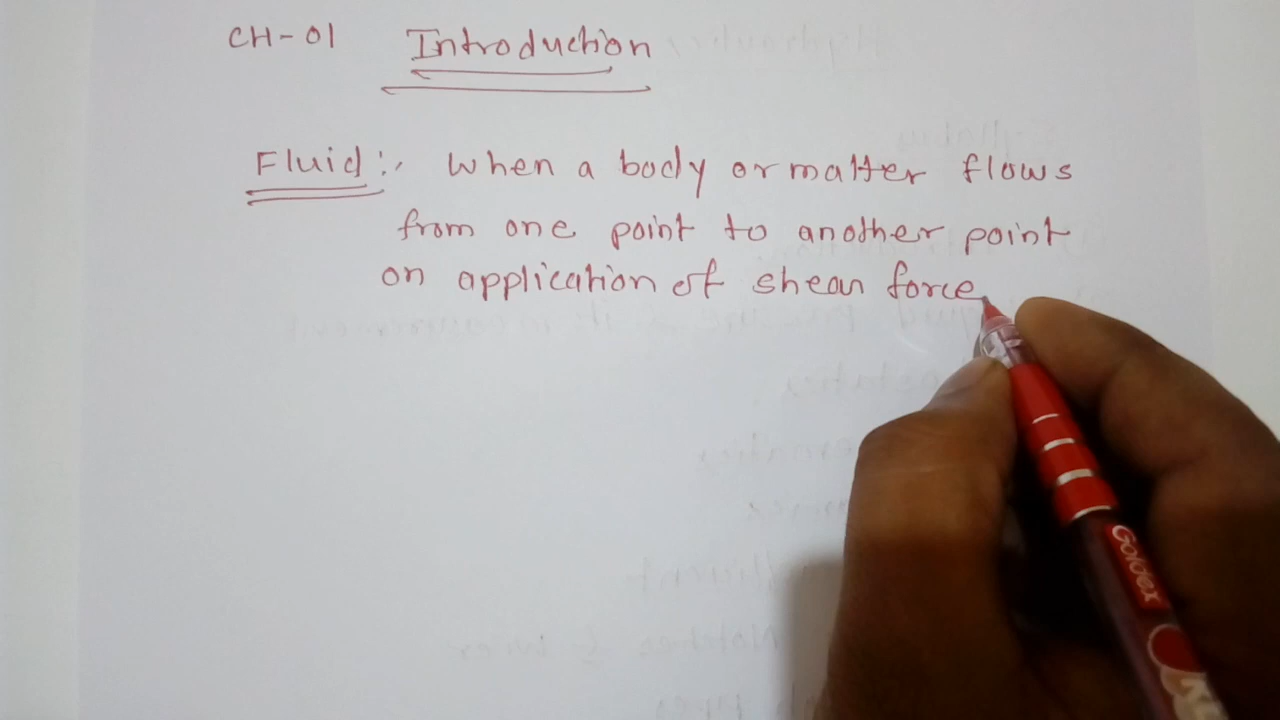 CH-01 Introduction
Fluid:- When a body or matter flows
from one point to another point
on application of shear force
Goldex